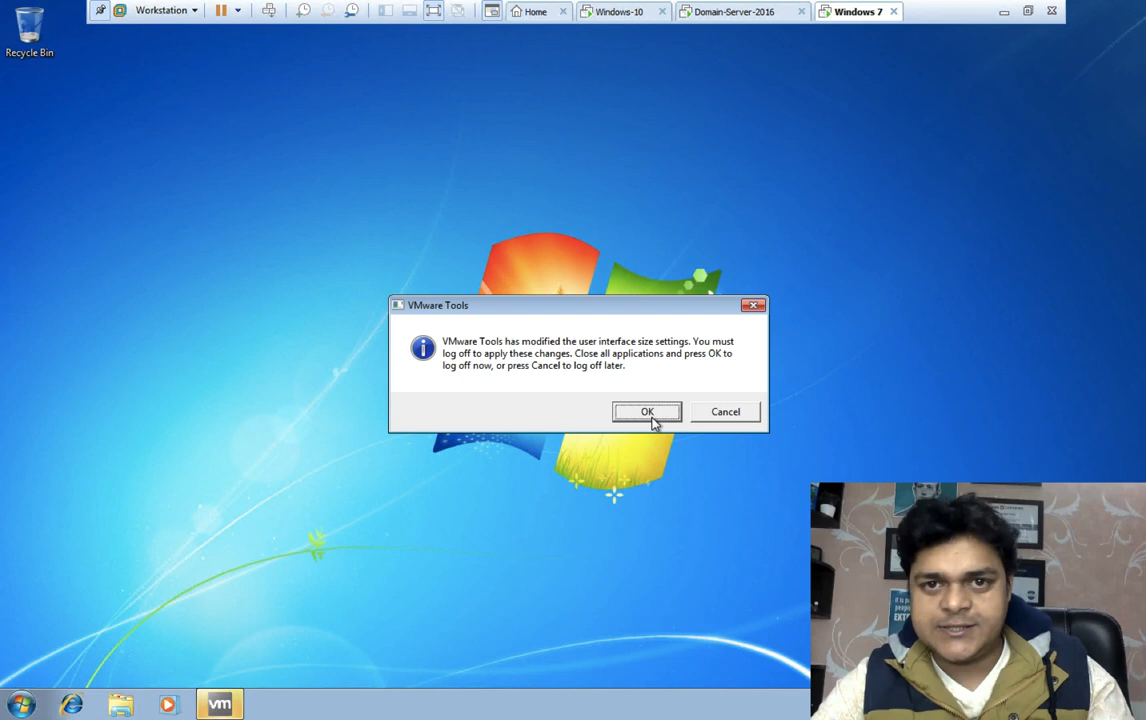 Workstation
Home
Windows-10
Domain-Server-2016
Windows 7
Recycle Bin
VMware Tools
VMware Tools has modified the user interface size settings. You must
log off to apply these changes. Close all applications and press OK to
log off now, or press Cancel to log off later.
OK
Cancel
vm